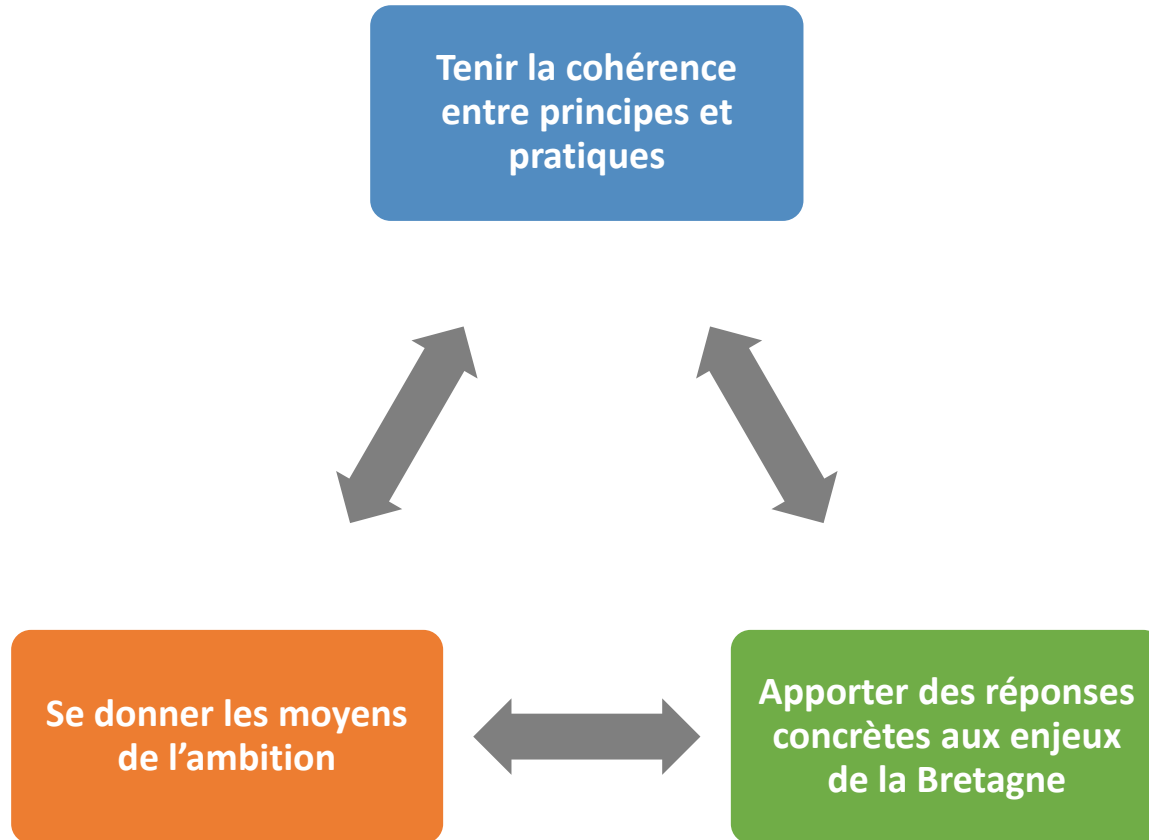 Tenir la cohérence
entre principes et
pratiques
Se donner les moyens
de l’ambition
Apporter des réponses
concrètes aux enjeux
de la Bretagne